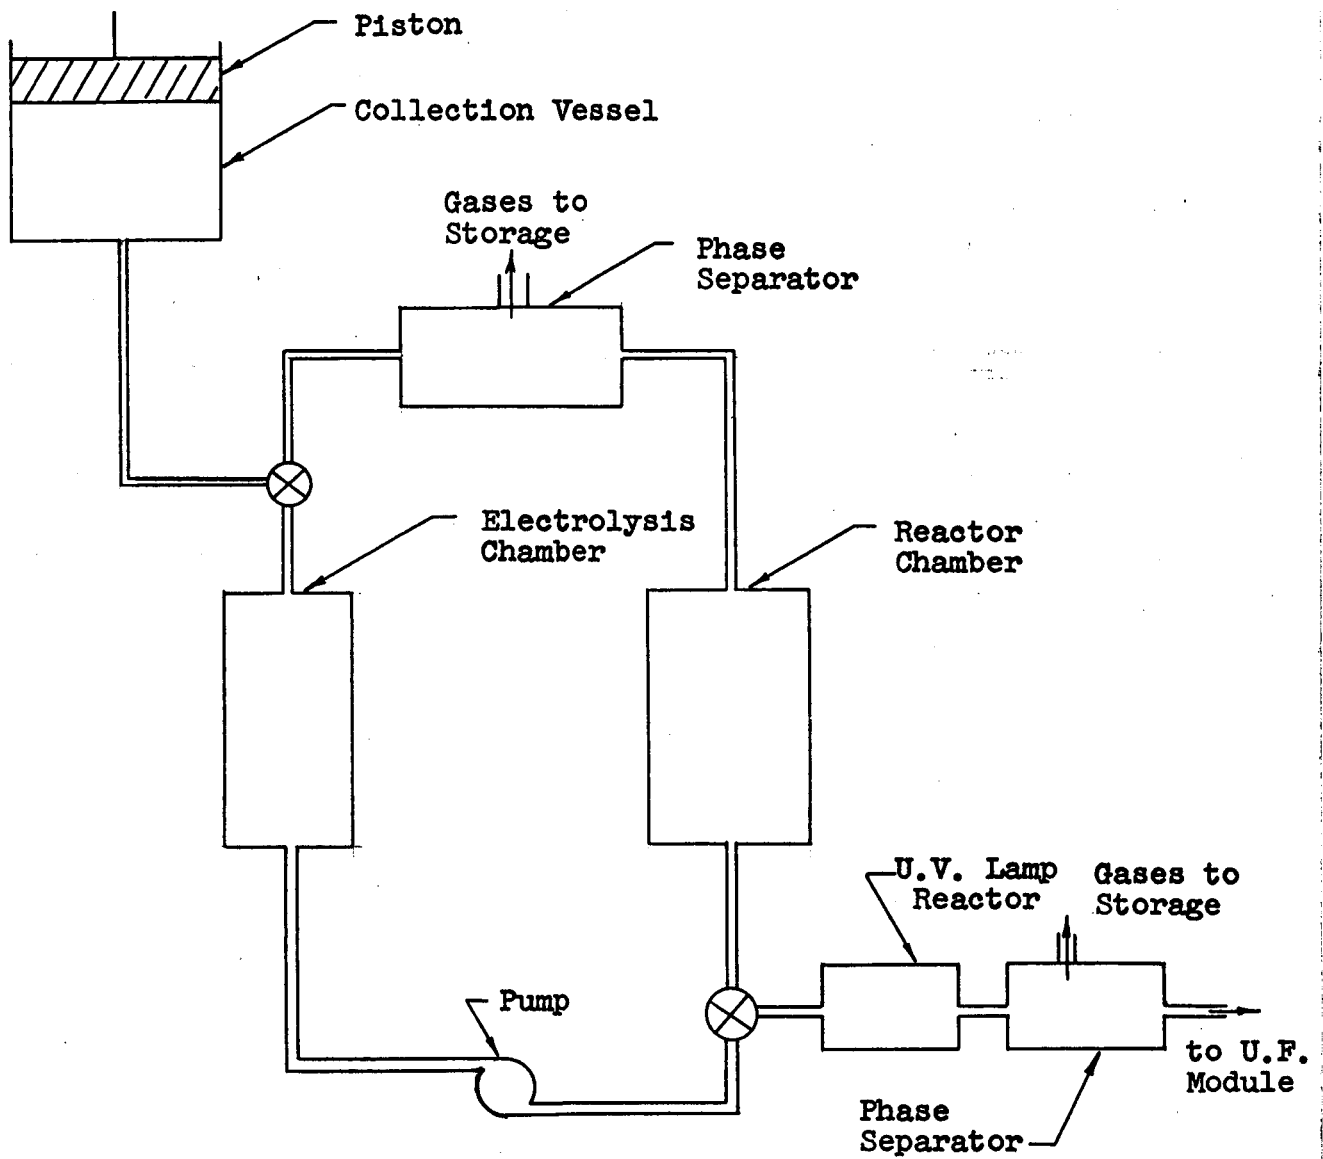 Piston
Collection Vessel
Gases to
Storage
Phase
Separator
Electrolysis
Chamber
Reactor
Chamber
U.V. Lamp
Reactor
Gases to
Storage
Pump
to U.F.
Module
Phase
Separator